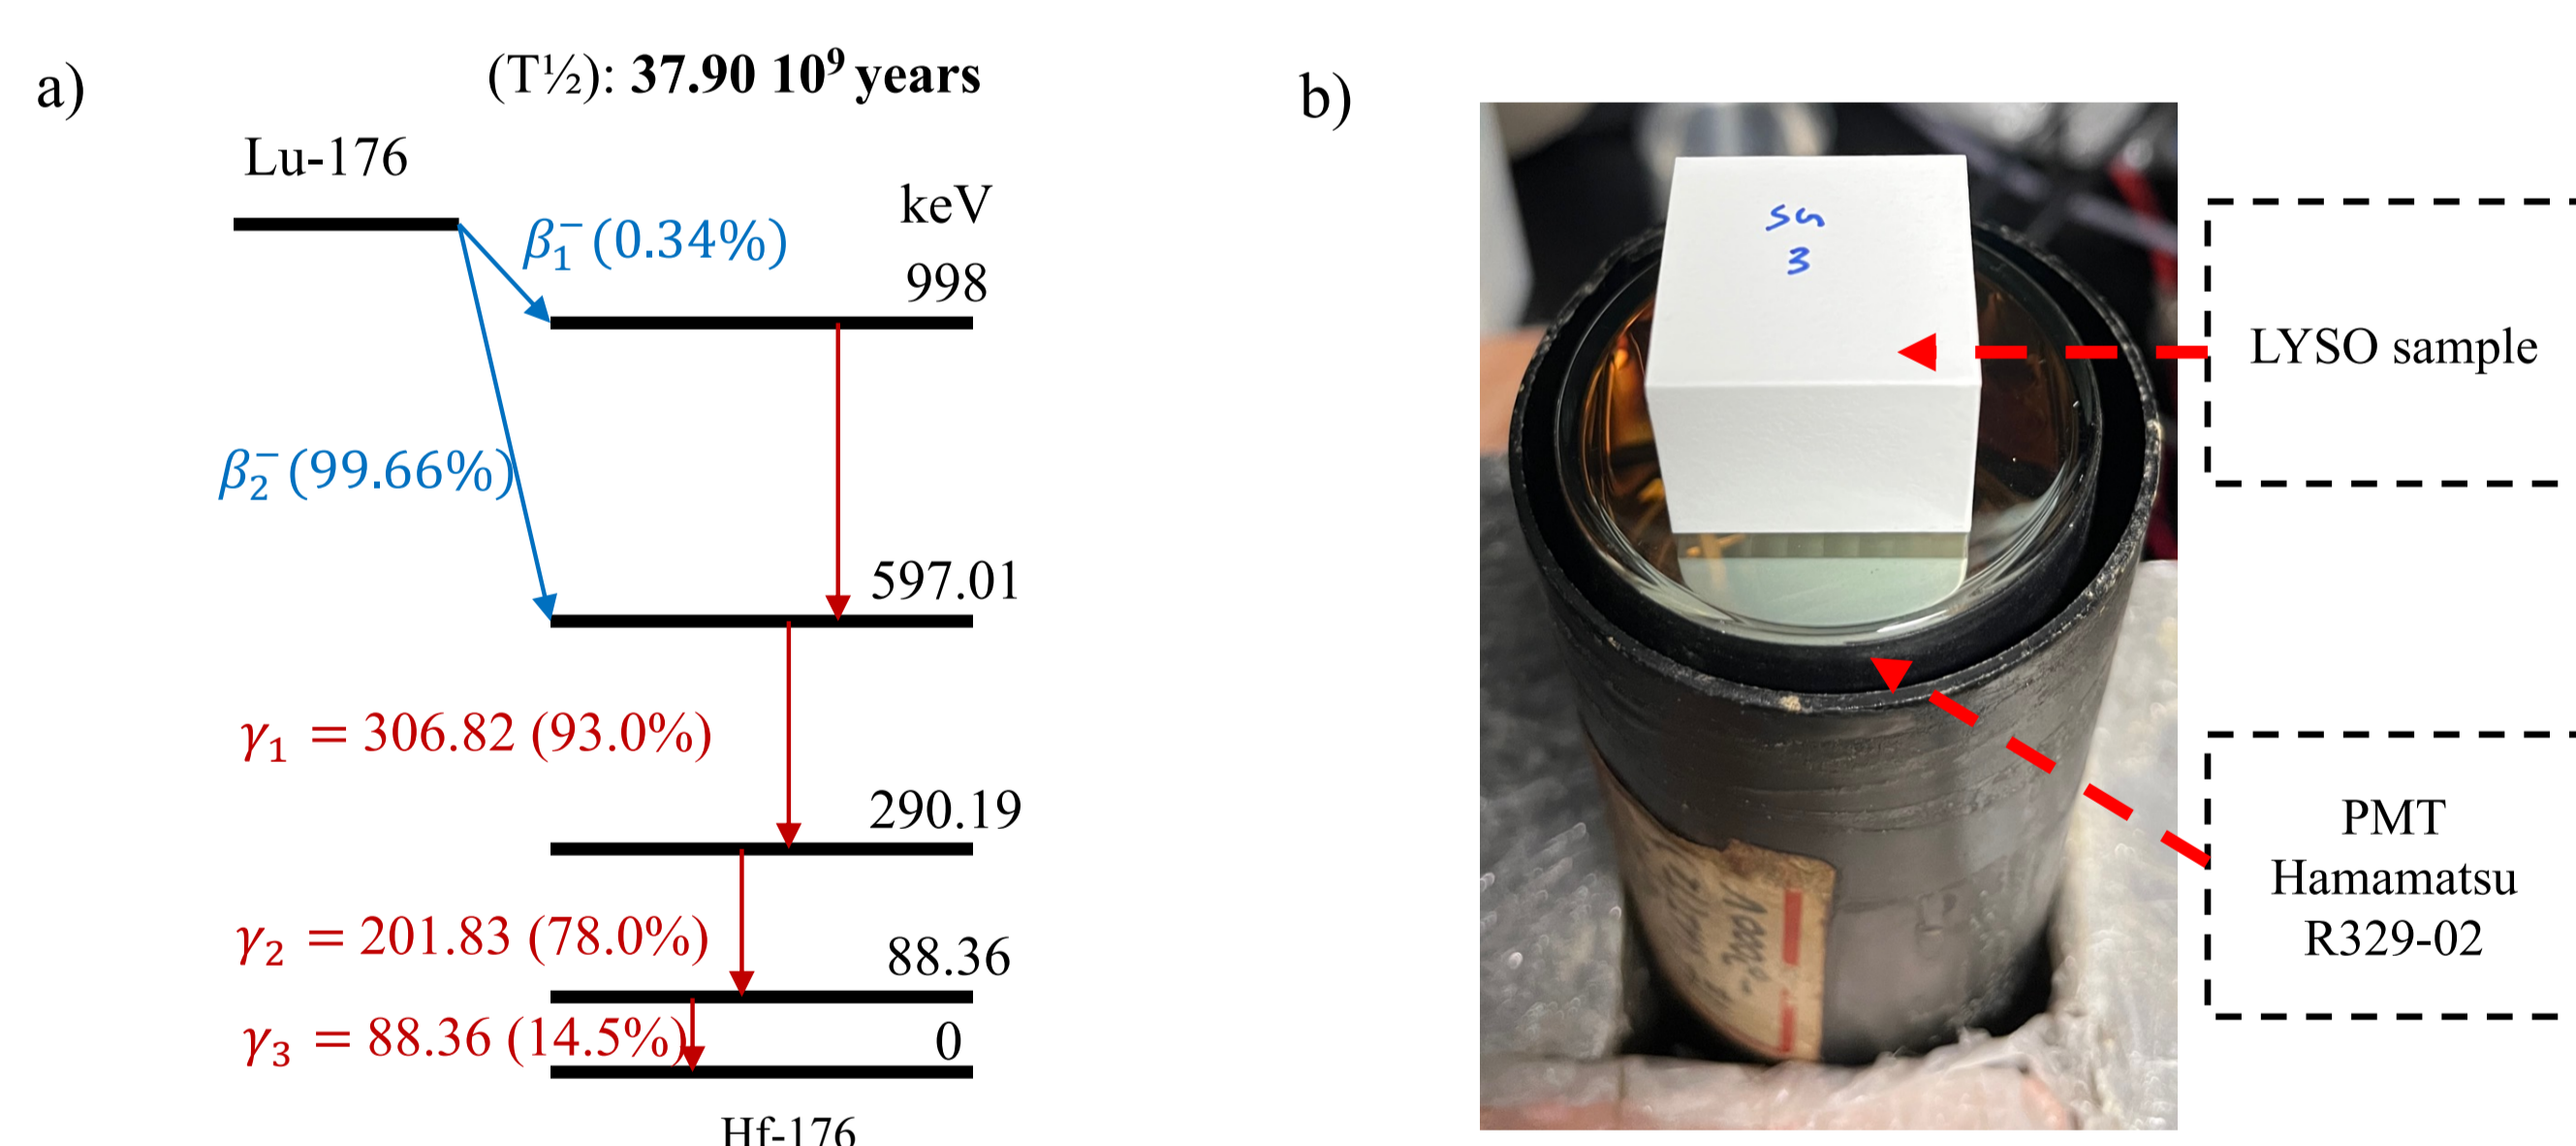 a)
(T½): 37.90 10⁹ years
Lu-176
keV
β₁⁻ (0.34%)
998
β₂⁻ (99.66%)
597.01
γ₁ = 306.82 (93.0%)
290.19
γ₂ = 201.83 (78.0%)
88.36
γ₃ = 88.36 (14.5%)
0
Hf-176
b)
3
LYSO sample
PMT
Hamamatsu
R329-02